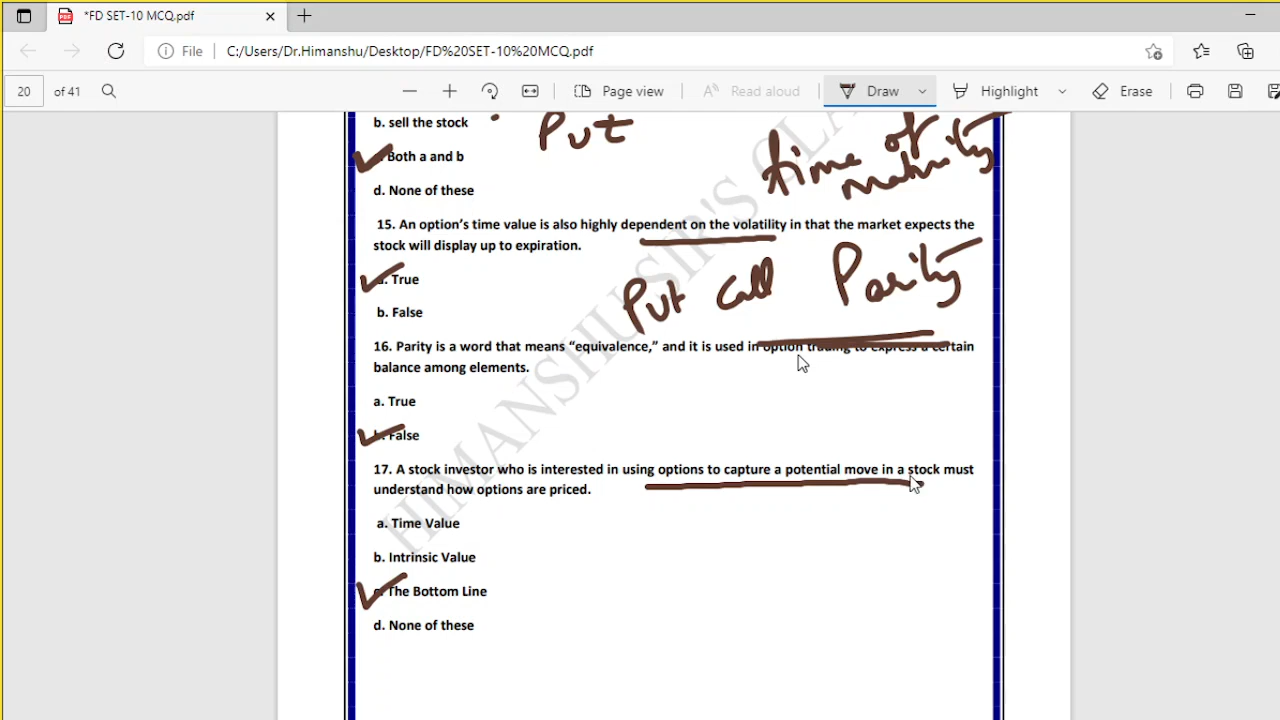 *FD SET-10 MCQ.pdf
File
C:/Users/Dr.Himanshu/Desktop/FD%20SET-10%20MCQ.pdf
20 of 41
Page view
Read aloud
Draw
Highlight
Erase
b. sell the stock
Put
Both a and b
time of
maturity
d. None of these
15. An option's time value is also highly dependent on the volatility in that the market expects the
stock will display up to expiration.
a. True
Put Call Parity
b. False
16. Parity is a word that means “equivalence,” and it is used in option trading to express a certain
balance among elements.
a. True
b. False
17. A stock investor who is interested in using options to capture a potential move in a stock must
understand how options are priced.
a. Time Value
b. Intrinsic Value
c. The Bottom Line
d. None of these
HIMANSHU SIR'S CLA